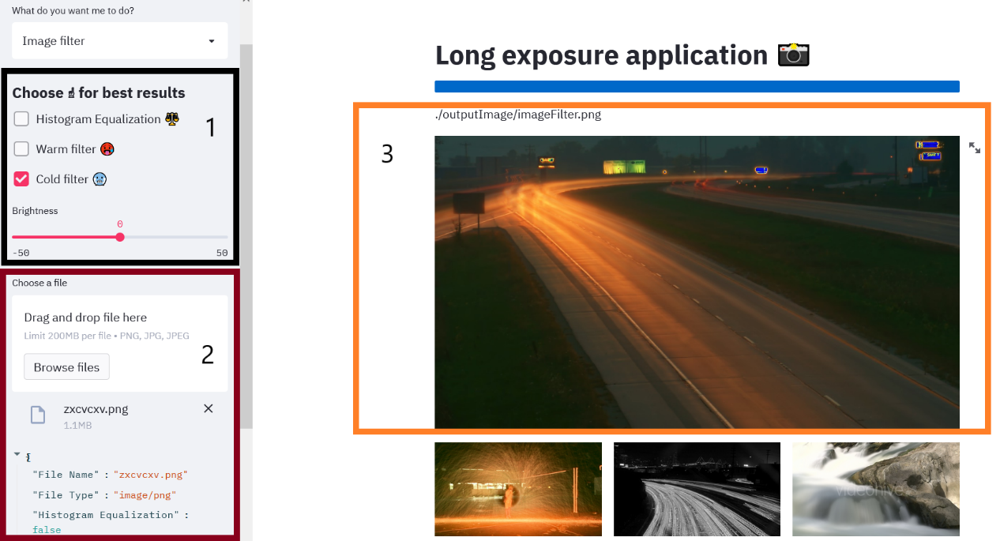 What do you want me to do?
Image filter
Choose ☝ for best results
Histogram Equalization
1
Warm filter
Cold filter
Brightness
0
-50 50
Choose a file
Drag and drop file here
Limit 200MB per file • PNG, JPG, JPEG
2
Browse files
zxcvcxv.png
1.1MB
{
"File Name" : "zxcvcxv.png"
"File Type" : "image/png"
"Histogram Equalization" :
false
Long exposure application
./outputImage/imageFilter.png
3
videohive